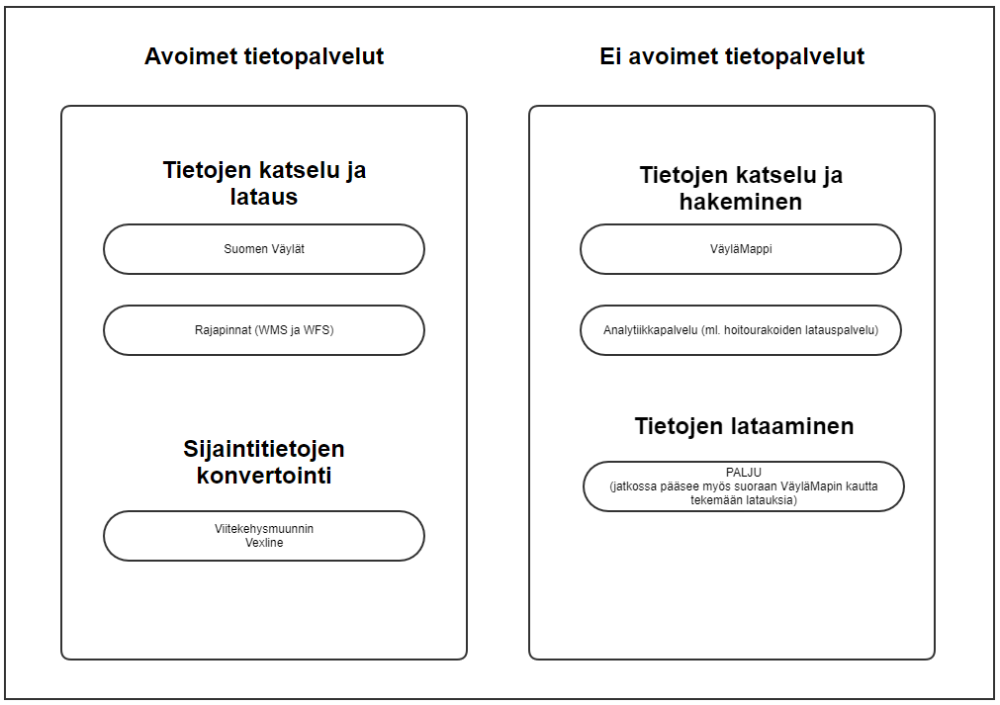 Avoimet tietopalvelut
Tietojen katselu ja
lataus
Suomen Väylät
Rajapinnat (WMS ja WFS)
Sijaintitietojen
konvertointi
Viitekehysmuunnin
Vexline
Ei avoimet tietopalvelut
Tietojen katselu ja
hakeminen
VäyläMappi
Analytiikkapalvelu (ml. hoitourakoiden latauspalvelu)
Tietojen lataaminen
PALJU
(jatkossa pääsee myös suoraan VäyläMapin kautta
tekemään latauksia)